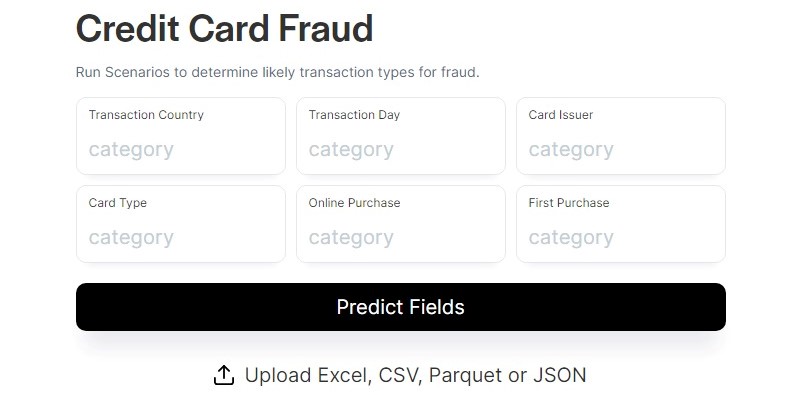 Credit Card Fraud
Run Scenarios to determine likely transaction types for fraud.
Transaction Country
category
Transaction Day
category
Card Issuer
category
Card Type
category
Online Purchase
category
First Purchase
category
Predict Fields
Upload Excel, CSV, Parquet or JSON